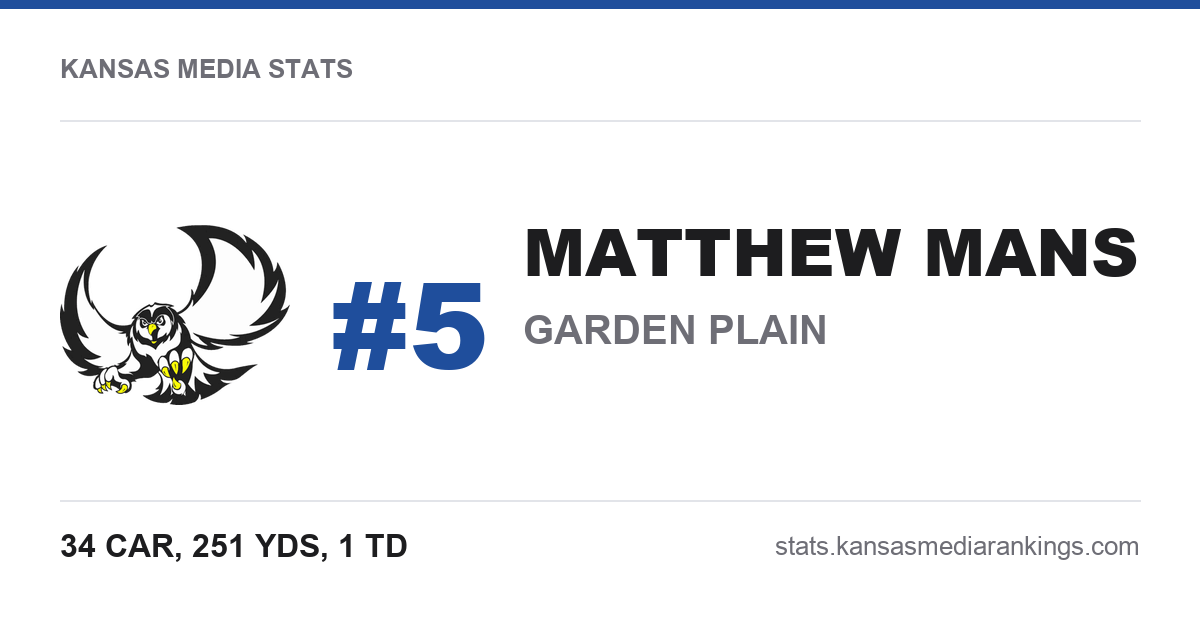 KANSAS MEDIA STATS
#5
MATTHEW MANS
GARDEN PLAIN
34 CAR, 251 YDS, 1 TD
stats.kansasmediarankings.com